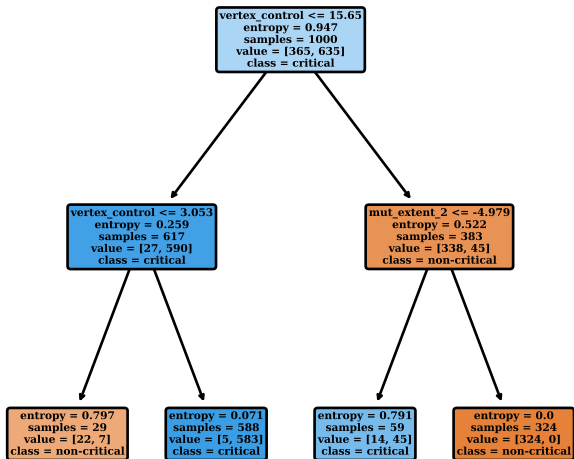 vertex_control <= 15.65
entropy = 0.947
samples = 1000
value = [365, 635]
class = critical
vertex_control <= 3.053
entropy = 0.259
samples = 617
value = [27, 590]
class = critical
mut_extent_2 <= -4.979
entropy = 0.522
samples = 383
value = [338, 45]
class = non-critical
entropy = 0.797
samples = 29
value = [22, 7]
class = non-critical
entropy = 0.071
samples = 588
value = [5, 583]
class = critical
entropy = 0.791
samples = 59
value = [14, 45]
class = critical
entropy = 0.0
samples = 324
value = [324, 0]
class = non-critical